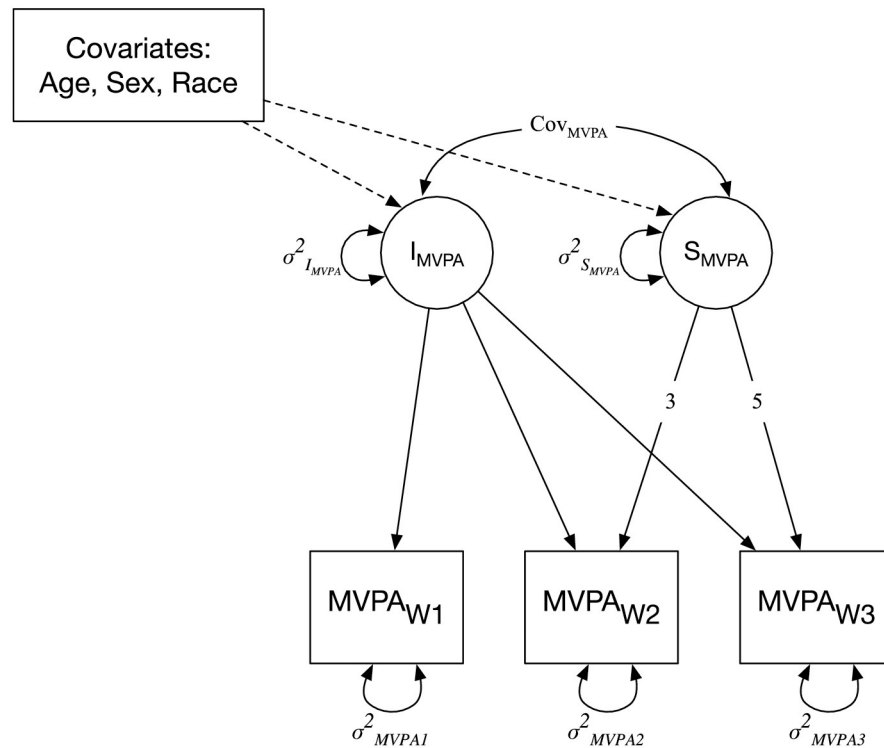 Covariates:
Age, Sex, Race
Cov_MVPA
σ²_I_MVPA
I_MVPA
σ²_S_MVPA
S_MVPA
3
5
MVPA_W1
MVPA_W2
MVPA_W3
σ²_MVPA1
σ²_MVPA2
σ²_MVPA3